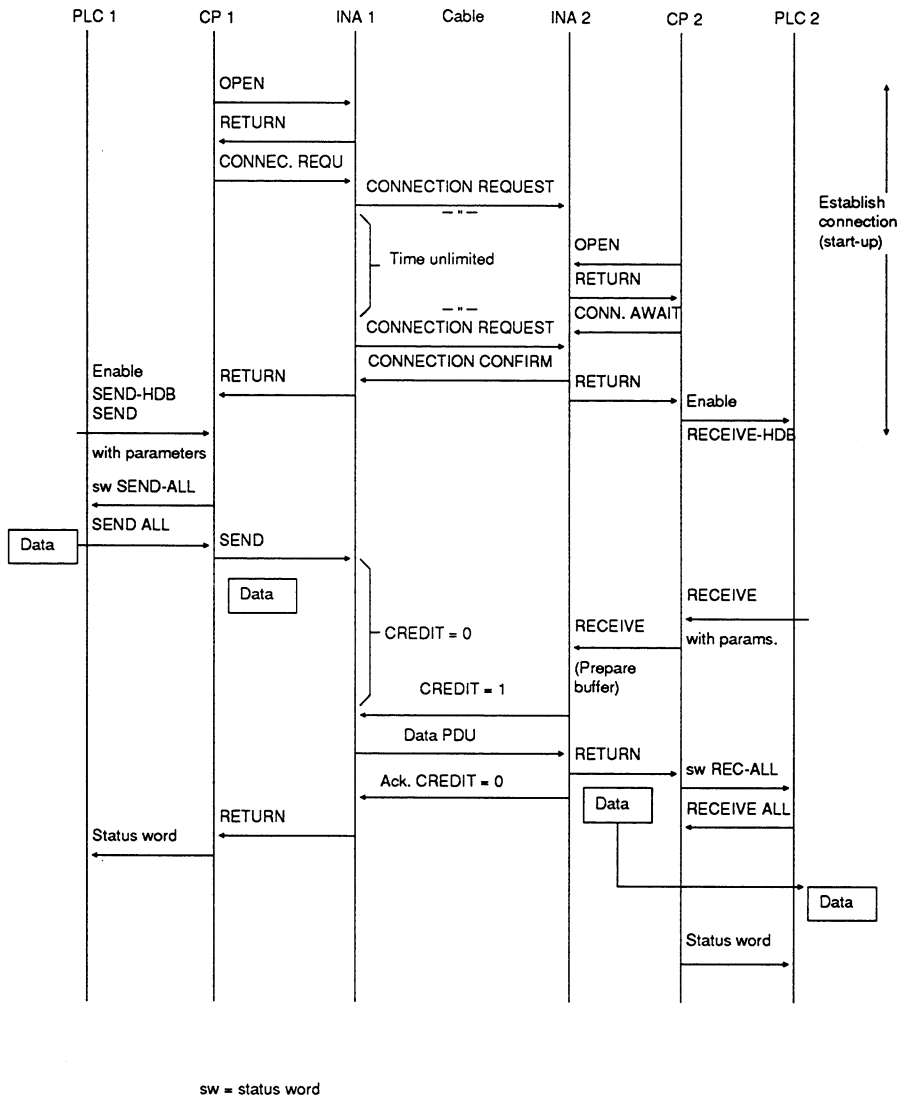 PLC 1 CP 1 INA 1 Cable INA 2 CP 2 PLC 2
OPEN
RETURN
CONNEC. REQU
CONNECTION REQUEST
— " —
Establish
connection
(start-up)
Time unlimited
OPEN
RETURN
— " —
CONN. AWAIT
CONNECTION REQUEST
CONNECTION CONFIRM
Enable
SEND-HDB
SEND
RETURN
RETURN
Enable
RECEIVE-HDB
with parameters
sw SEND-ALL
SEND ALL
Data
SEND
Data
RECEIVE
with params.
CREDIT = 0
RECEIVE
(Prepare
buffer)
CREDIT = 1
Data PDU
RETURN
sw REC-ALL
Ack. CREDIT = 0
Data
RECEIVE ALL
RETURN
Status word
Data
Status word
sw = status word